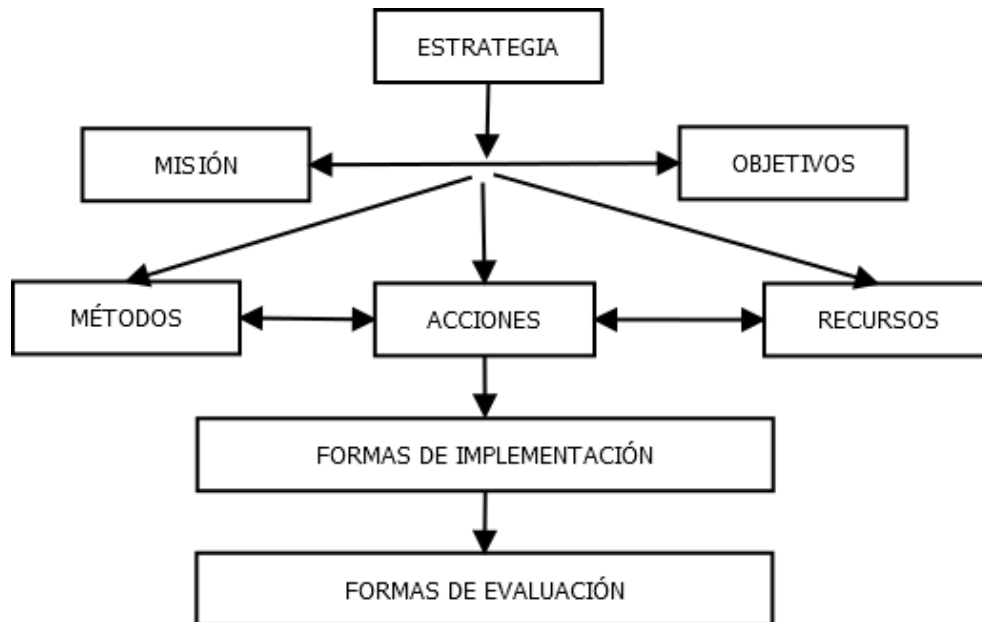 ESTRATEGIA
MISIÓN
OBJETIVOS
MÉTODOS
ACCIONES
RECURSOS
FORMAS DE IMPLEMENTACIÓN
FORMAS DE EVALUACIÓN